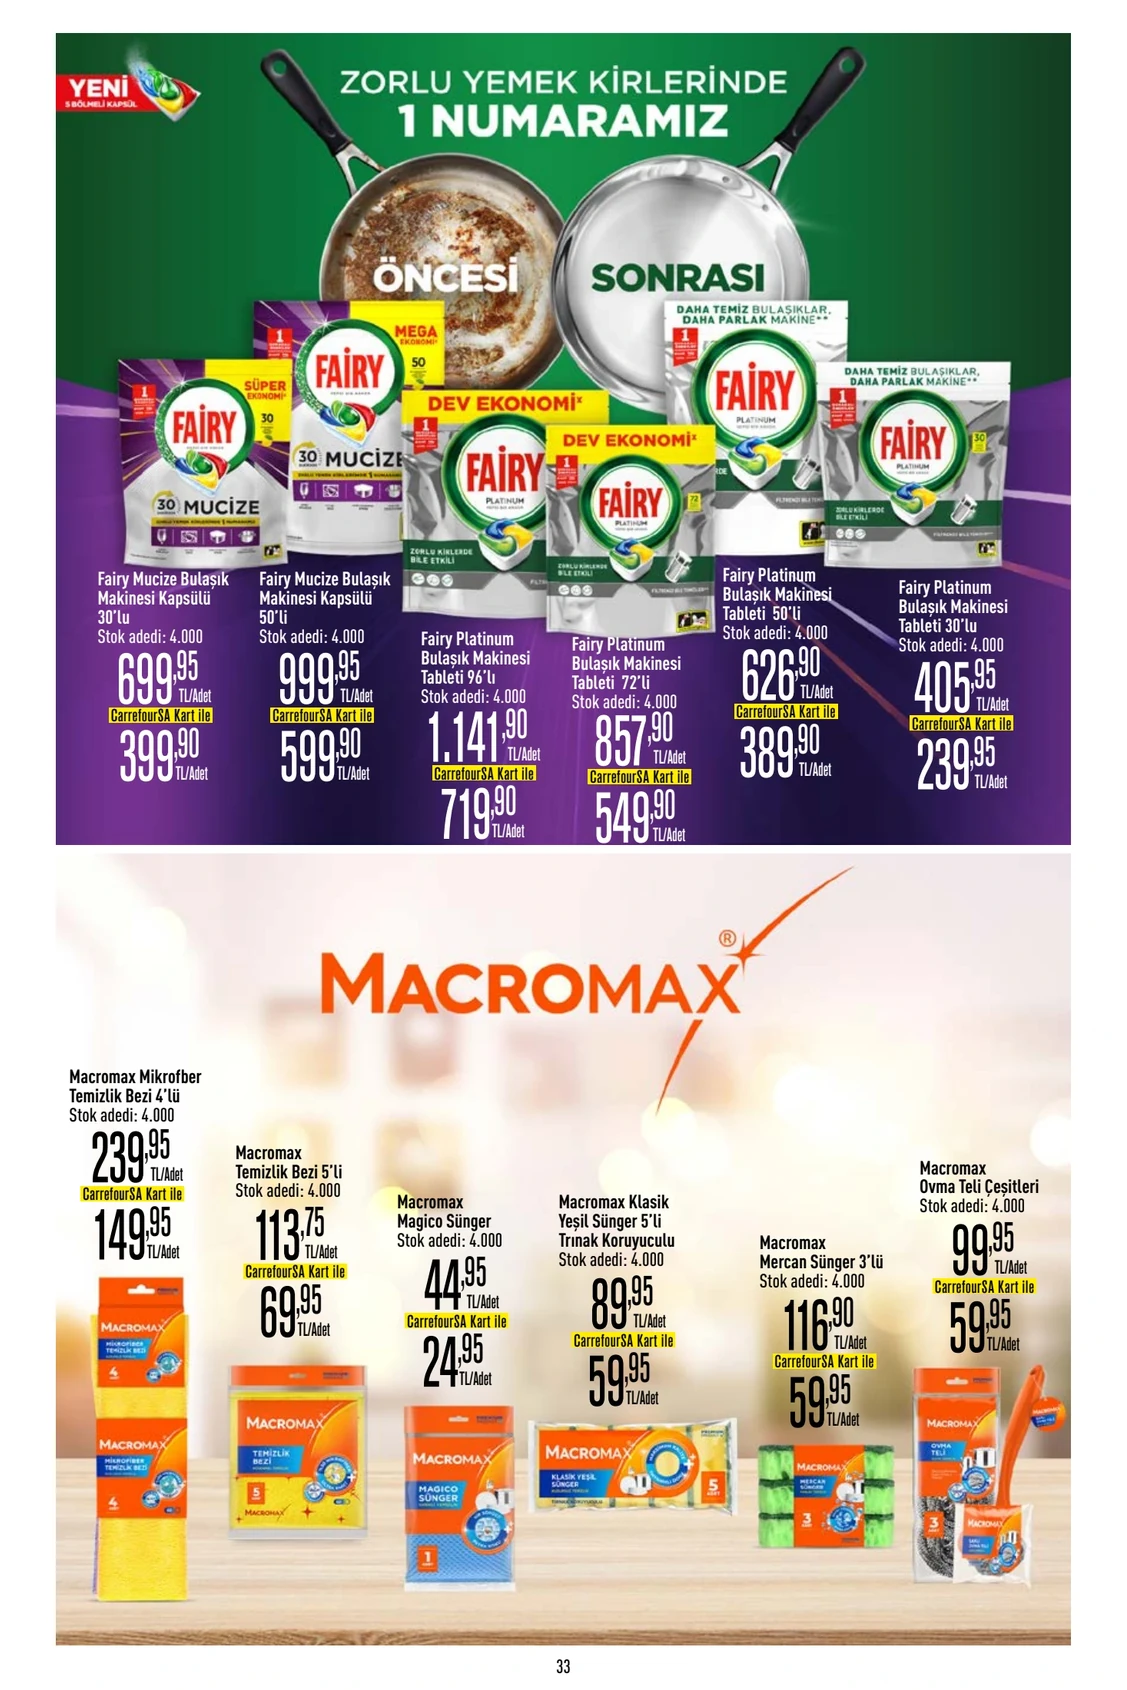 YENİ
5 BÖLMELİ KAPSÜL
ZORLU YEMEK KİRLERİNDE
1 NUMARAMIZ
ÖNCESİ
SONRASI
SÜPER
EKONOMİ
30
FAIRY
30
MUCİZE
MEGA
EKONOMİ
50
FAIRY
30
MUCİZE
DEV EKONOMİ
FAIRY
PLATINUM
ZORLU KİRLERDE
BİLE ETKİLİ
DEV EKONOMİ
72
FAIRY
PLATINUM
ZORLU KİRLERDE
BİLE ETKİLİ
DAHA TEMİZ BULAŞIKLAR,
DAHA PARLAK MAKİNE**
FAIRY
PLATINUM
DAHA TEMİZ BULAŞIKLAR,
DAHA PARLAK MAKİNE**
30
FAIRY
PLATINUM
ZORLU KİRLERDE
BİLE ETKİLİ
Fairy Mucize Bulaşık
Makinesi Kapsülü
30'lu
Stok adedi: 4.000
699,95
TL/Adet
CarrefourSA Kart ile
399,90
TL/Adet
Fairy Mucize Bulaşık
Makinesi Kapsülü
50'li
Stok adedi: 4.000
999,95
TL/Adet
CarrefourSA Kart ile
599,90
TL/Adet
Fairy Platinum
Bulaşık Makinesi
Tableti 96'lı
Stok adedi: 4.000
1.141,90
TL/Adet
CarrefourSA Kart ile
719,90
TL/Adet
Fairy Platinum
Bulaşık Makinesi
Tableti 72'li
Stok adedi: 4.000
857,90
TL/Adet
CarrefourSA Kart ile
549,90
TL/Adet
Fairy Platinum
Bulaşık Makinesi
Tableti 50'li
Stok adedi: 4.000
626,90
TL/Adet
CarrefourSA Kart ile
389,90
TL/Adet
Fairy Platinum
Bulaşık Makinesi
Tableti 30'lu
Stok adedi: 4.000
405,95
TL/Adet
CarrefourSA Kart ile
239,95
TL/Adet
MACROMAX®
Macromax Mikrofber
Temizlik Bezi 4'lü
Stok adedi: 4.000
239,95
TL/Adet
CarrefourSA Kart ile
149,95
TL/Adet
Macromax
Temizlik Bezi 5'li
Stok adedi: 4.000
113,75
TL/Adet
CarrefourSA Kart ile
69,95
TL/Adet
Macromax
Magico Sünger
Stok adedi: 4.000
44,95
TL/Adet
CarrefourSA Kart ile
24,95
TL/Adet
Macromax Klasik
Yeşil Sünger 5'li
Tırnak Koruyuculu
Stok adedi: 4.000
89,95
TL/Adet
CarrefourSA Kart ile
59,95
TL/Adet
Macromax
Mercan Sünger 3'lü
Stok adedi: 4.000
116,90
TL/Adet
CarrefourSA Kart ile
59,95
TL/Adet
Macromax
Ovma Teli Çeşitleri
Stok adedi: 4.000
99,95
TL/Adet
CarrefourSA Kart ile
59,95
TL/Adet
MACROMAX
MİKROFİBER
TEMİZLİK BEZİ
4
MACROMAX
MİKROFİBER
TEMİZLİK BEZİ
4
MACROMAX
TEMİZLİK
BEZİ
5
MACROMAX
MACROMAX
MAGICO
SÜNGER
1
MACROMAX
KLASİK YEŞİL
SÜNGER
5
MACROMAX
MERCAN
SÜNGER
3
MACROMAX
OVMA
TELİ
3
MACROMAX
33